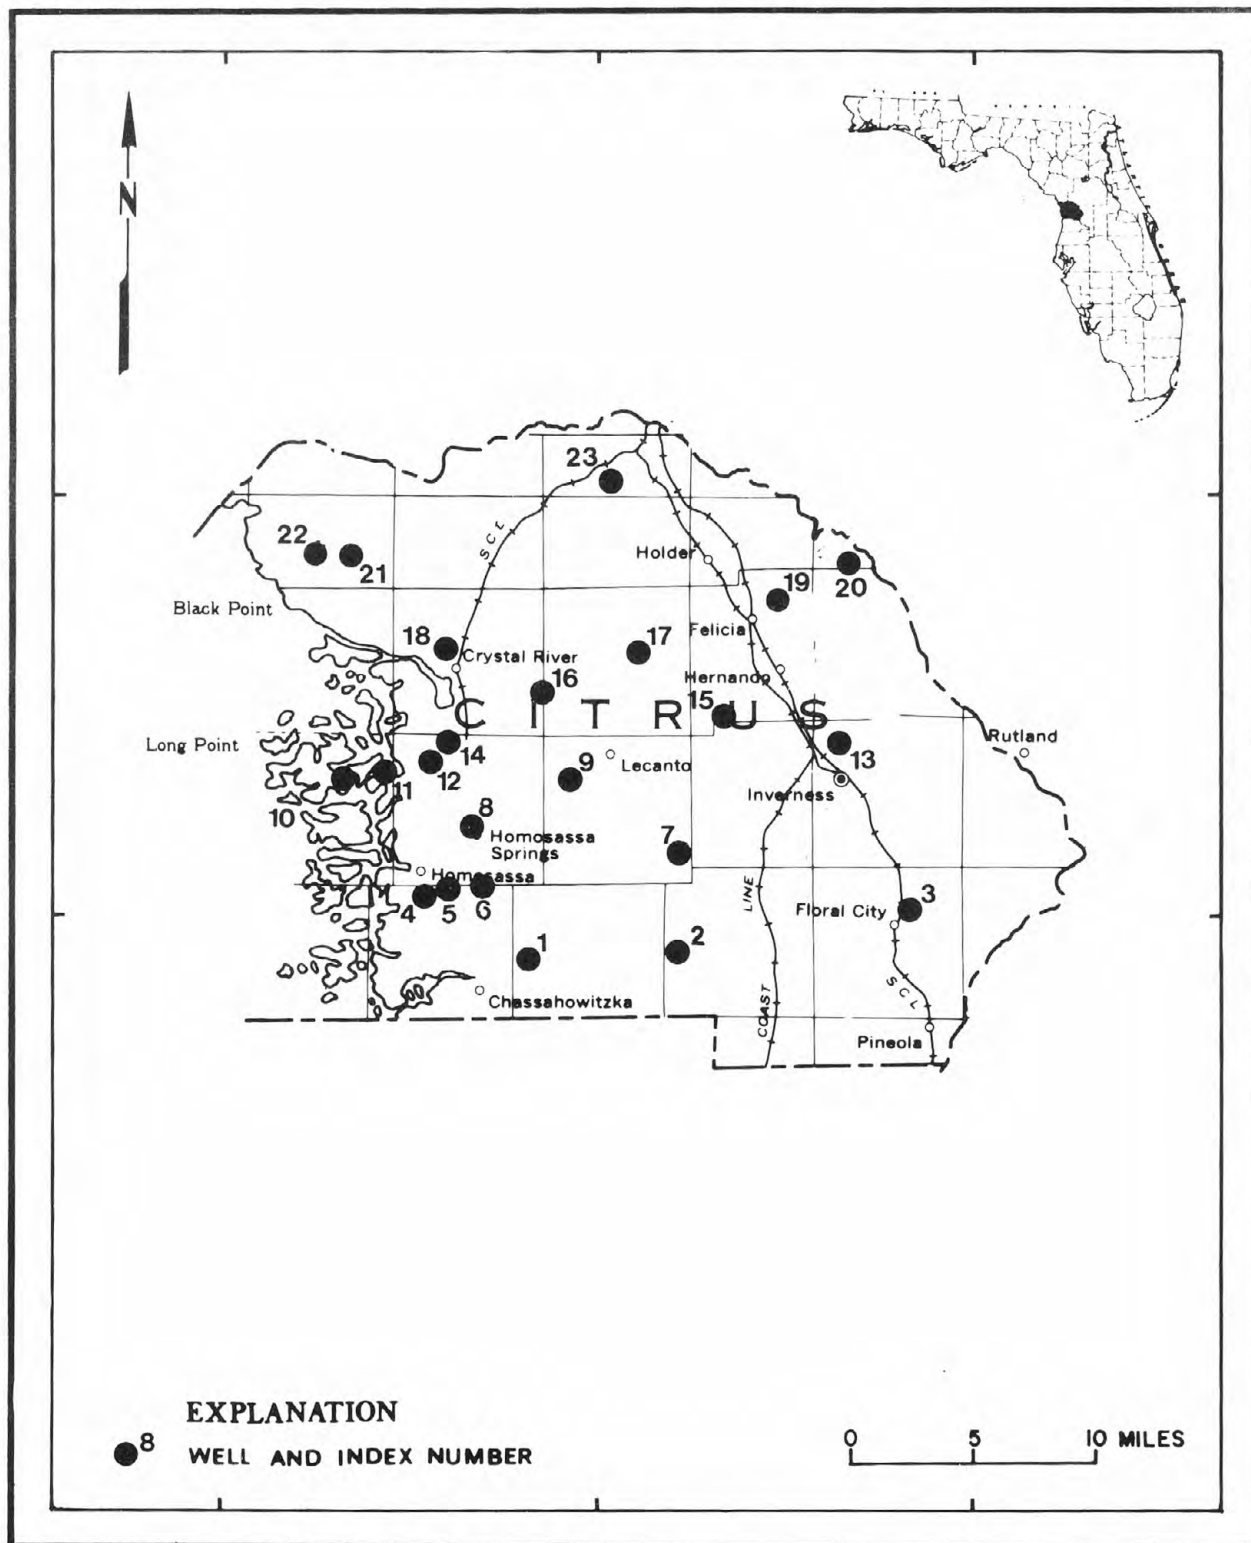 N
23
S C L
22
21
Holder
19
20
Black Point
Felicia
18
Crystal River
17
16
Hernando
15
CITRUS
Long Point
14
12
11
10
9
Lecanto
13
Rutland
Inverness
8
Homosassa
Springs
7
Homosassa
4
5
6
LINE
Floral City
3
1
2
COAST
S C L
Chassahowitzka
Pineola
EXPLANATION
8
WELL AND INDEX NUMBER
0 5 10 MILES